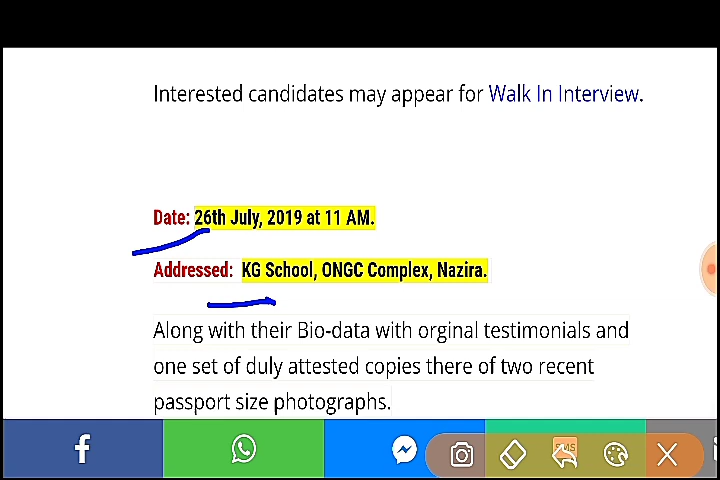 Interested candidates may appear for Walk In Interview.
Date: 26th July, 2019 at 11 AM.
Addressed: KG School, ONGC Complex, Nazira.
Along with their Bio-data with orginal testimonials and
one set of duly attested copies there of two recent
passport size photographs.
f
SMS